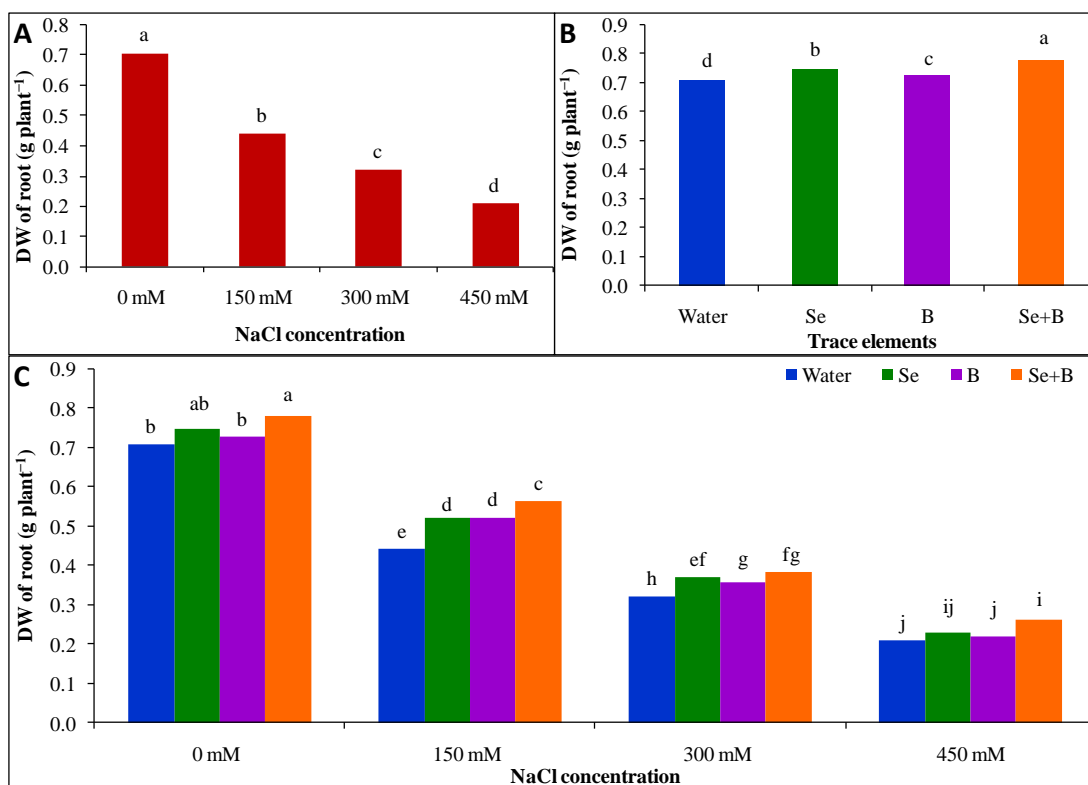 A
DW of root (g plant⁻¹)
0.8
0.7
0.6
0.5
0.4
0.3
0.2
0.1
0.0
a
b
c
d
0 mM 150 mM 300 mM 450 mM
NaCl concentration
B
DW of root (g plant⁻¹)
0.9
0.8
0.7
0.6
0.5
0.4
0.3
0.2
0.1
0.0
d b c a
Water Se B Se+B
Trace elements
C
Water Se B Se+B
DW of root (g plant⁻¹)
0.9
0.8
0.7
0.6
0.5
0.4
0.3
0.2
0.1
0.0
b ab b a
e d d c
h ef g fg
j ij j i
0 mM 150 mM 300 mM 450 mM
NaCl concentration